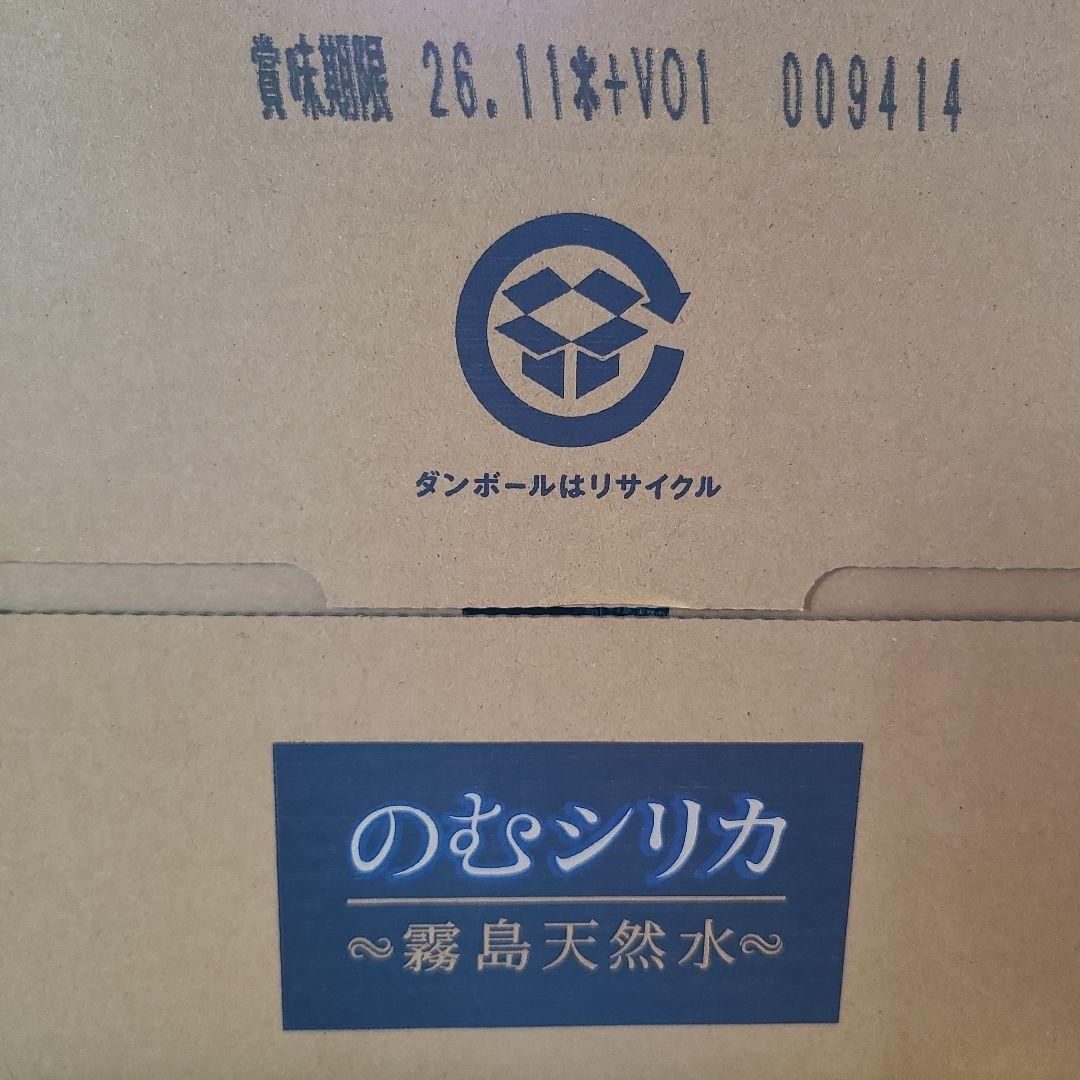 賞味期限 26.11末+V01 009414
ダンボールはリサイクル
のむシリカ
~霧島天然水~